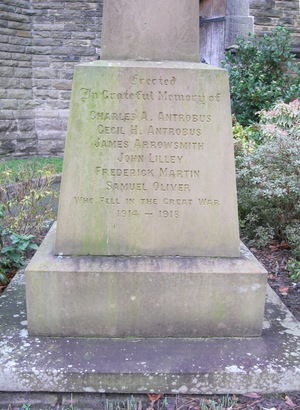 Erected
In Grateful Memory of
CHARLES A. ANTROBUS
CECIL H. ANTROBUS
JAMES ARROWSMITH
JOHN LILLEY
FREDERICK MARTIN
SAMUEL OLIVER
WHO FELL IN THE GREAT WAR
1914 — 1918